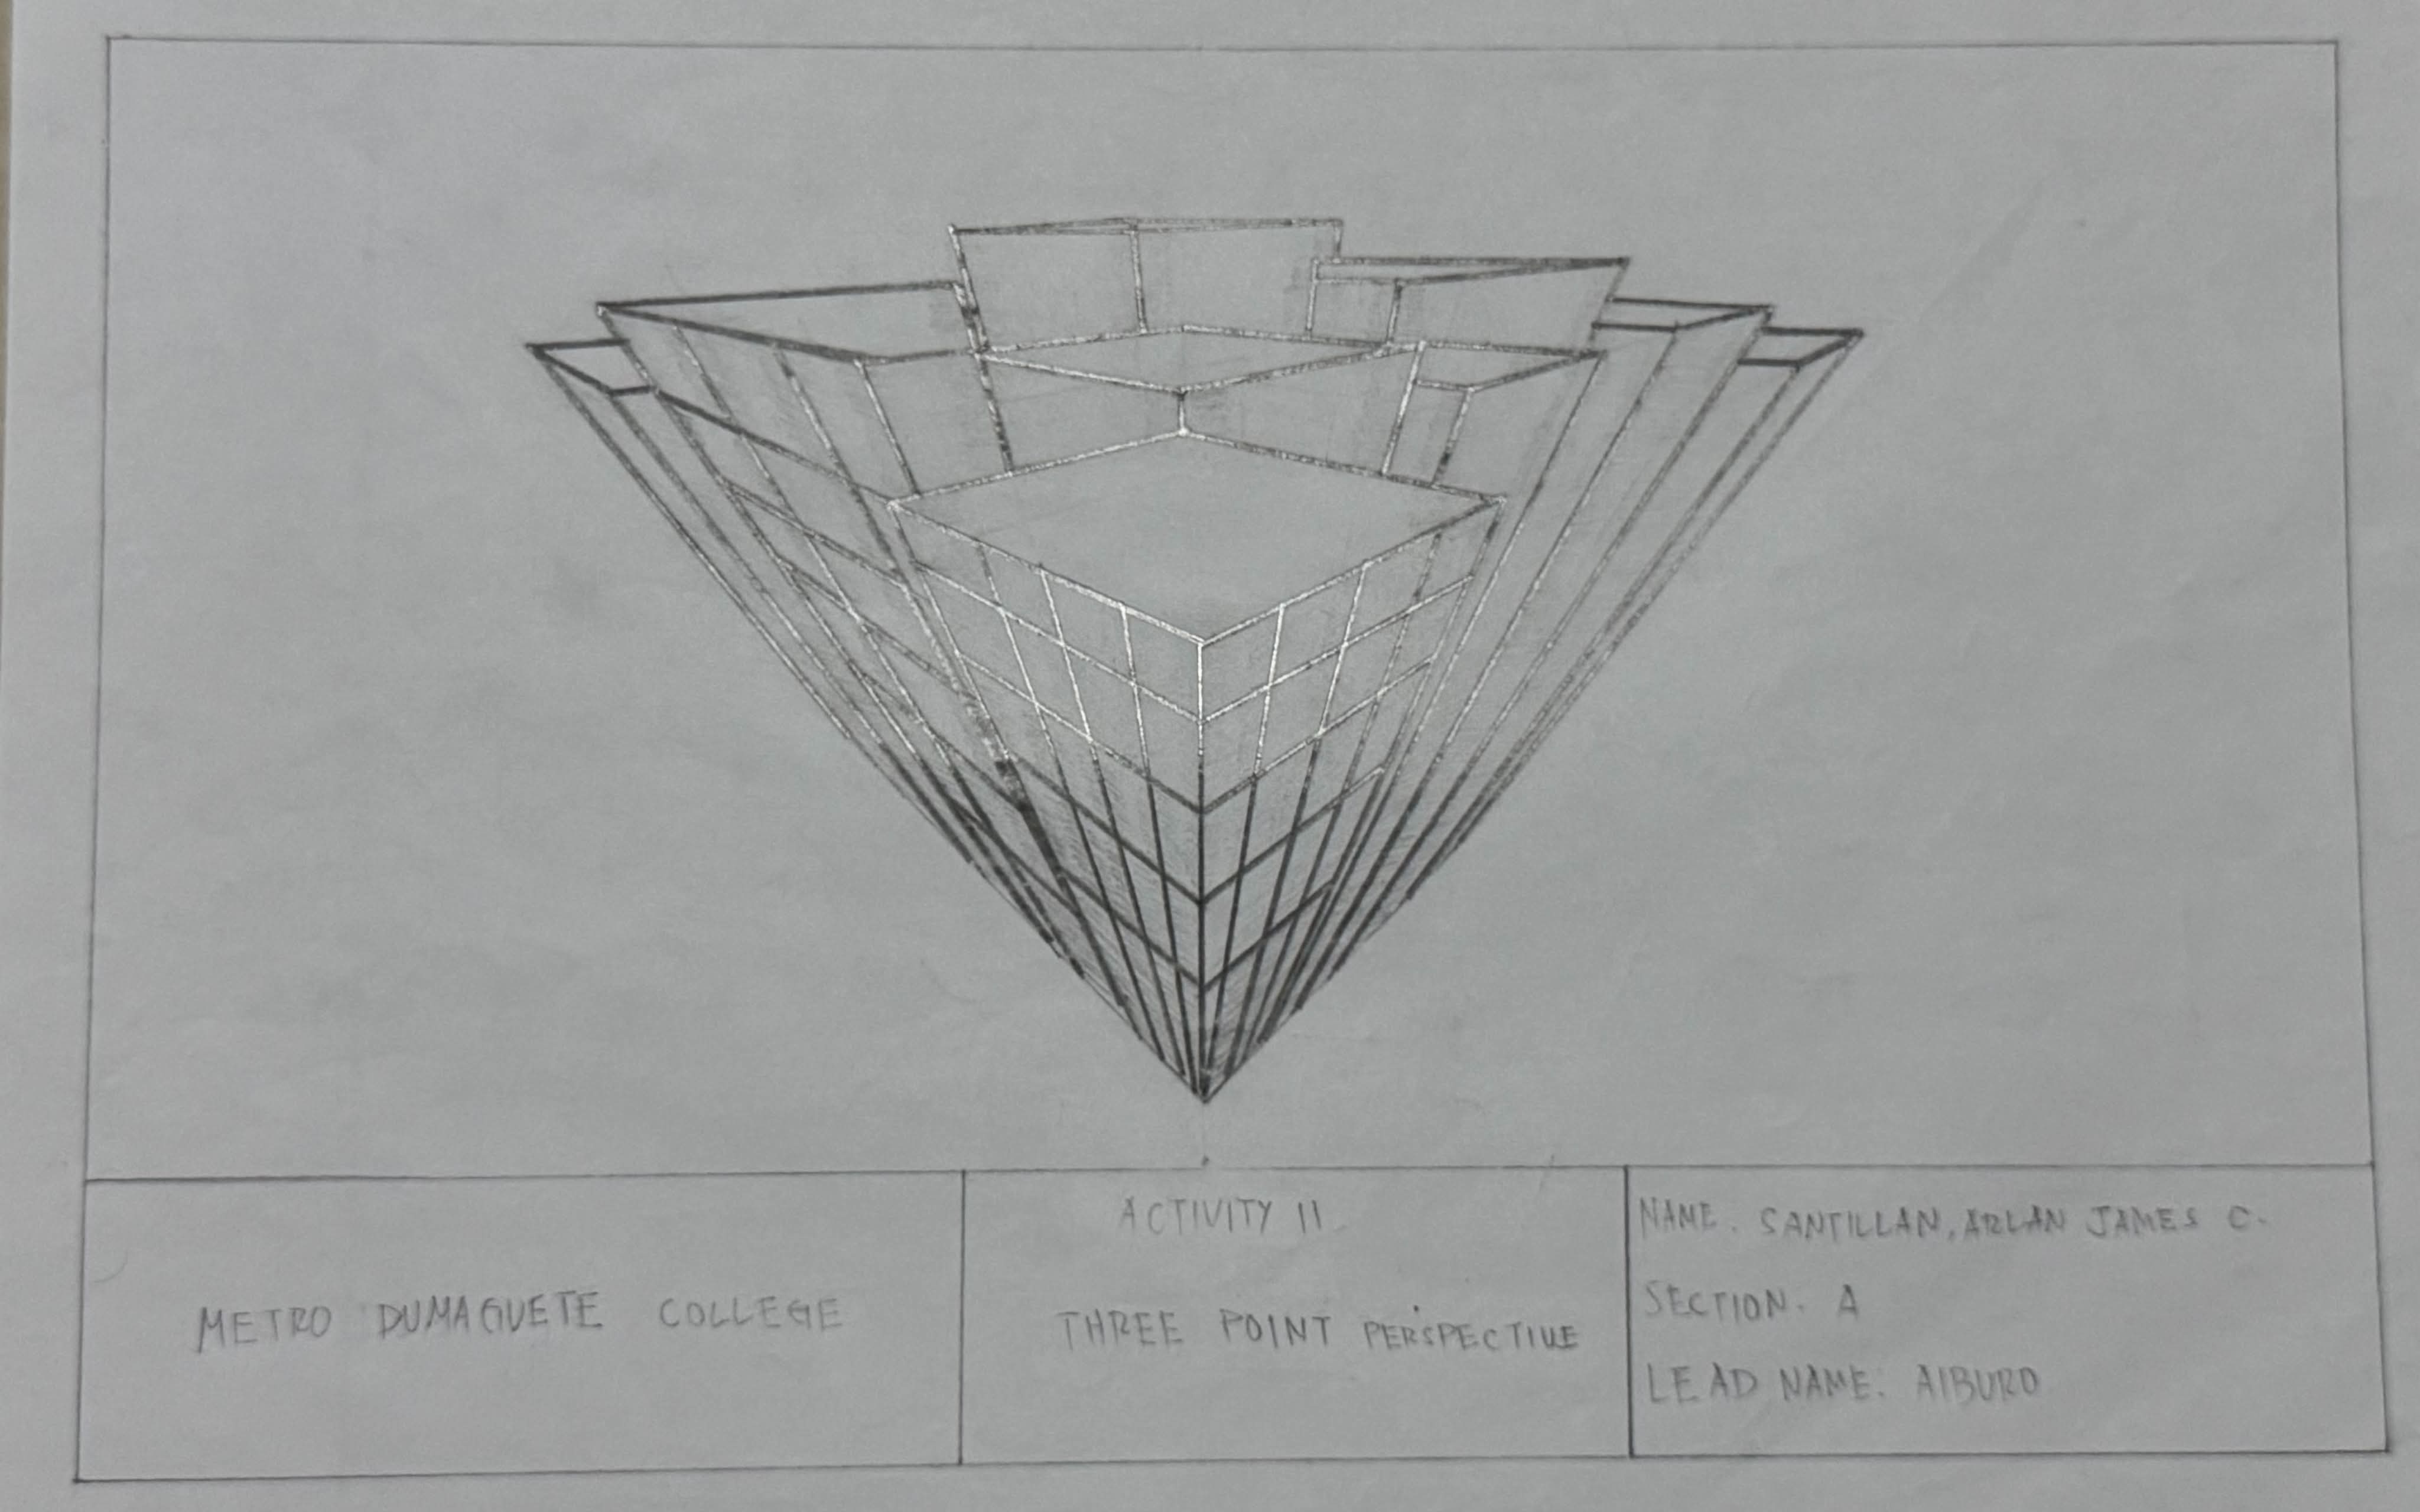 METRO DUMAGUETE COLLEGE
ACTIVITY 11
THREE POINT PERSPECTIVE
NAME. SANTILLAN, ARLAN JAMES C.
SECTION. A
LEAD NAME: AIBURO